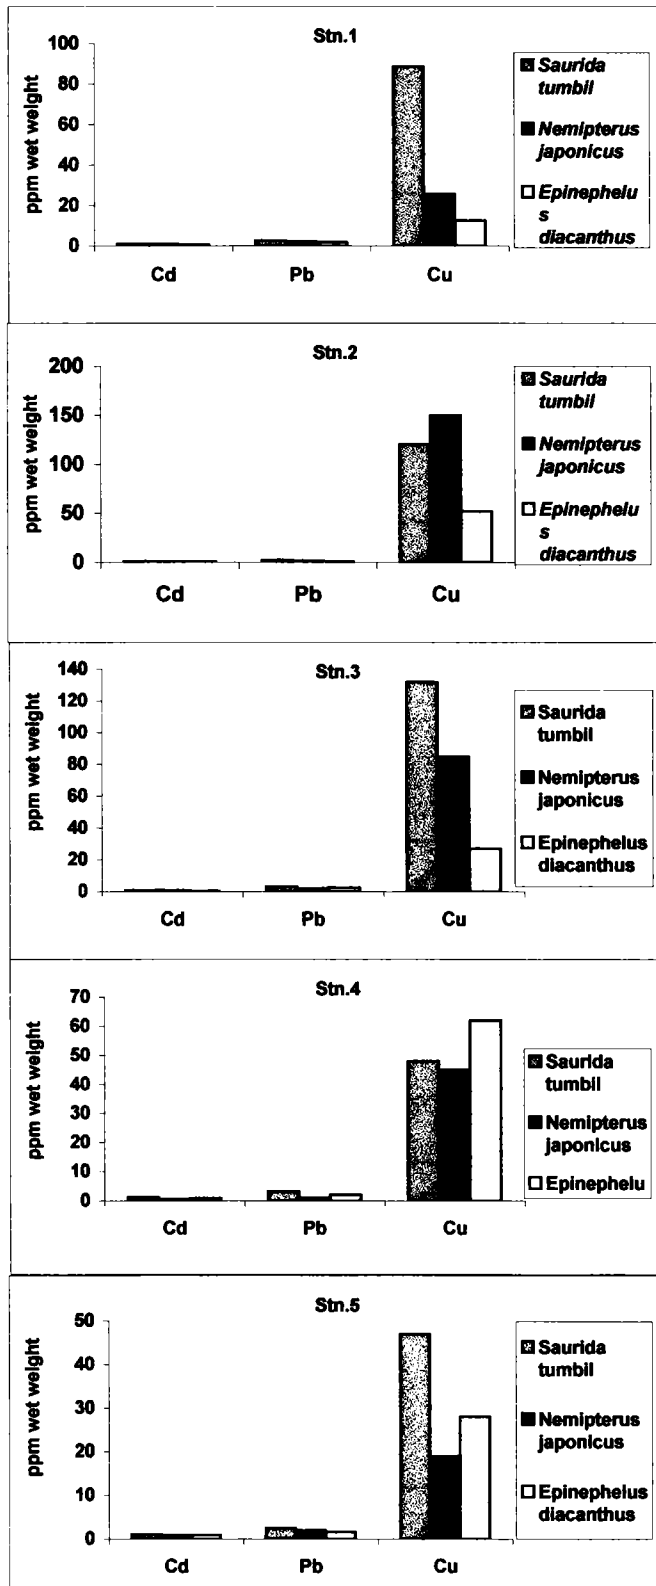 Stn.1
ppm wet weight
100
80
60
40
20
0
Cd Pb Cu
Saurida
tumbil
Nemipterus
japonicus
Epinephelu
s
diacanthus
Stn.2
ppm wet weight
200
150
100
50
0
Cd Pb Cu
Saurida
tumbil
Nemipterus
japonicus
Epinephelu
s
diacanthus
Stn.3
ppm wet weight
140
120
100
80
60
40
20
0
Cd Pb Cu
Saurida
tumbil
Nemipterus
japonicus
Epinephelus
diacanthus
Stn.4
ppm wet weight
70
60
50
40
30
20
10
0
Cd Pb Cu
Saurida
tumbil
Nemipterus
japonicus
Epinephelu
Stn.5
ppm wet weight
50
40
30
20
10
0
Cd Pb Cu
Saurida
tumbil
Nemipterus
japonicus
Epinephelus
diacanthus